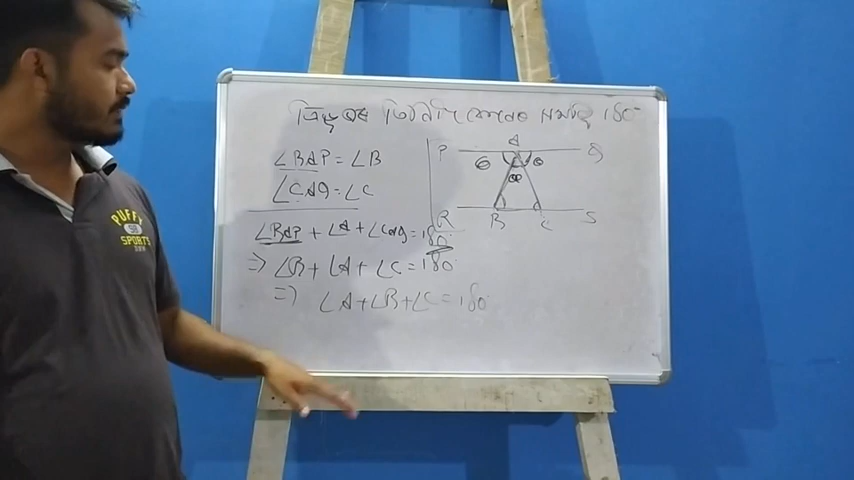 ত্রিভুজের তিনটি কোণের সমষ্টি 180°
∠BAP = ∠B
∠CAQ = ∠C
∠BAP + ∠A + ∠CAQ = 180°
⇒ ∠B + ∠A + ∠C = 180°
⇒ ∠A + ∠B + ∠C = 180°
P A Q
R B C S
PUFFY
SPORTS